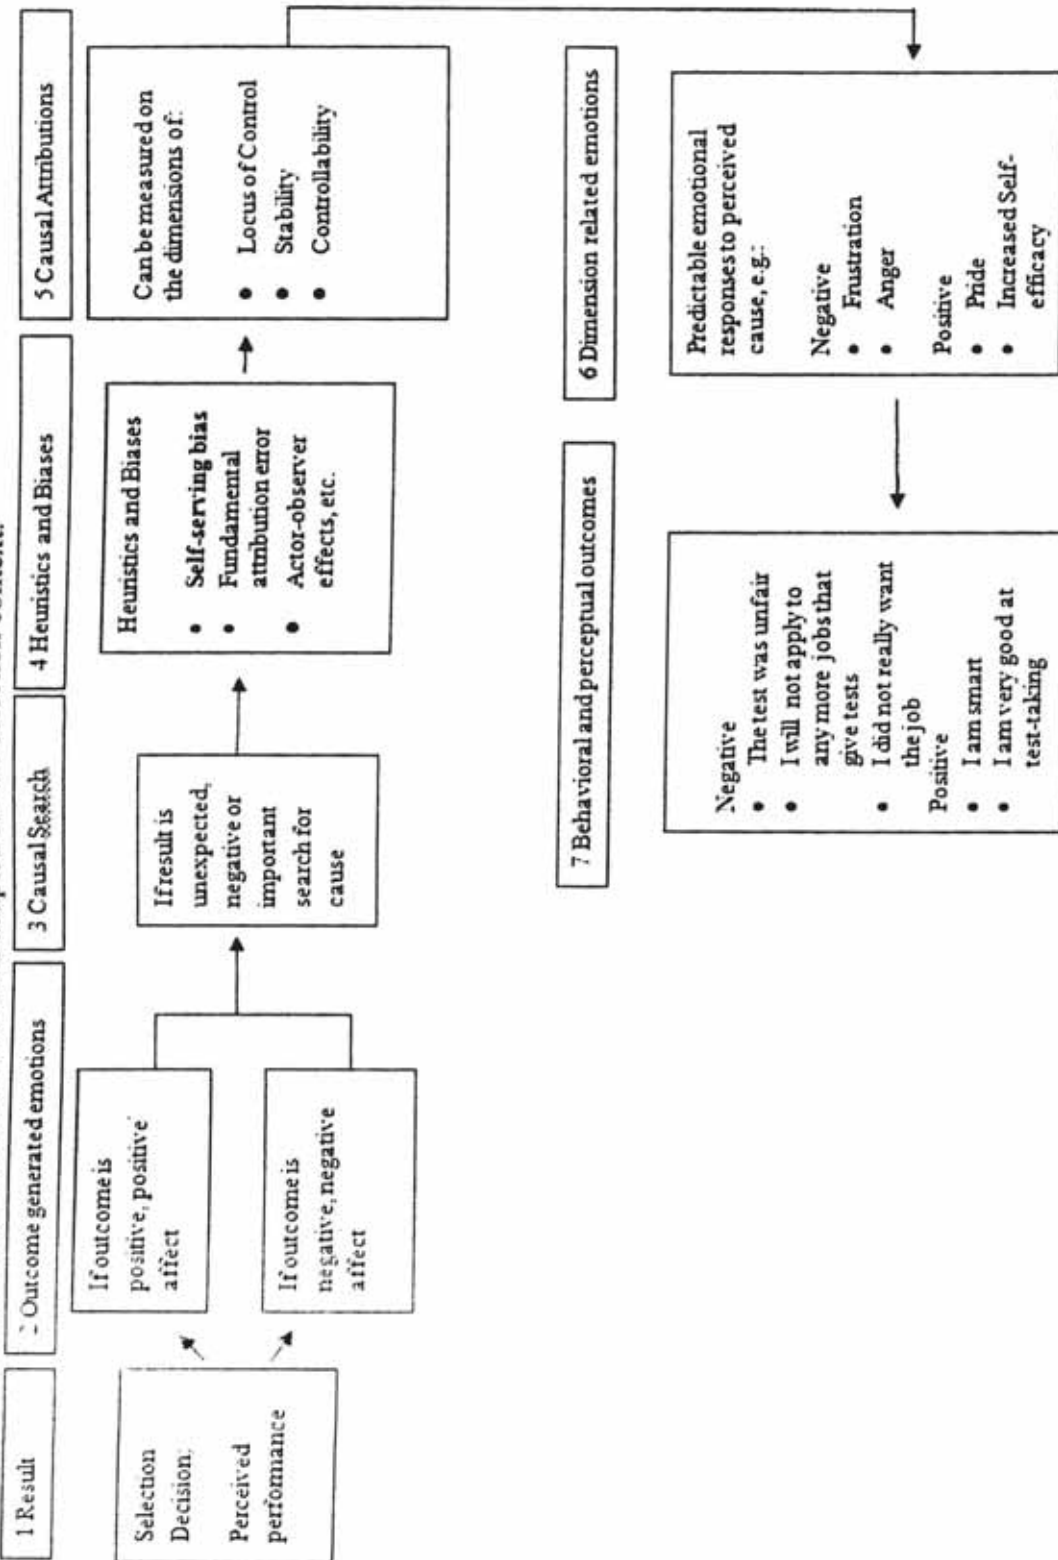 1 Result
Outcome generated emotions
3 Causal Search
4 Heuristics and Biases
5 Causal Attributions
Selection
Decision:
Perceived
performance
If outcome is
positive, positive
affect
If outcome is
negative, negative
affect
If result is
unexpected,
negative or
important
search for
cause
Heuristics and Biases
• Self-serving bias
• Fundamental
attribution error
• Actor-observer
effects, etc.
Can be measured on
the dimensions of:
• Locus of Control
• Stability
• Controllability
7 Behavioral and perceptual outcomes
6 Dimension related emotions
Negative
• The test was unfair
• I will not apply to
any more jobs that
give tests
• I did not really want
the job
Positive
• I am smart
• I am very good at
test-taking
Predictable emotional
responses to perceived
cause, e.g.:
Negative
• Frustration
• Anger
Positive
• Pride
• Increased Self-
efficacy